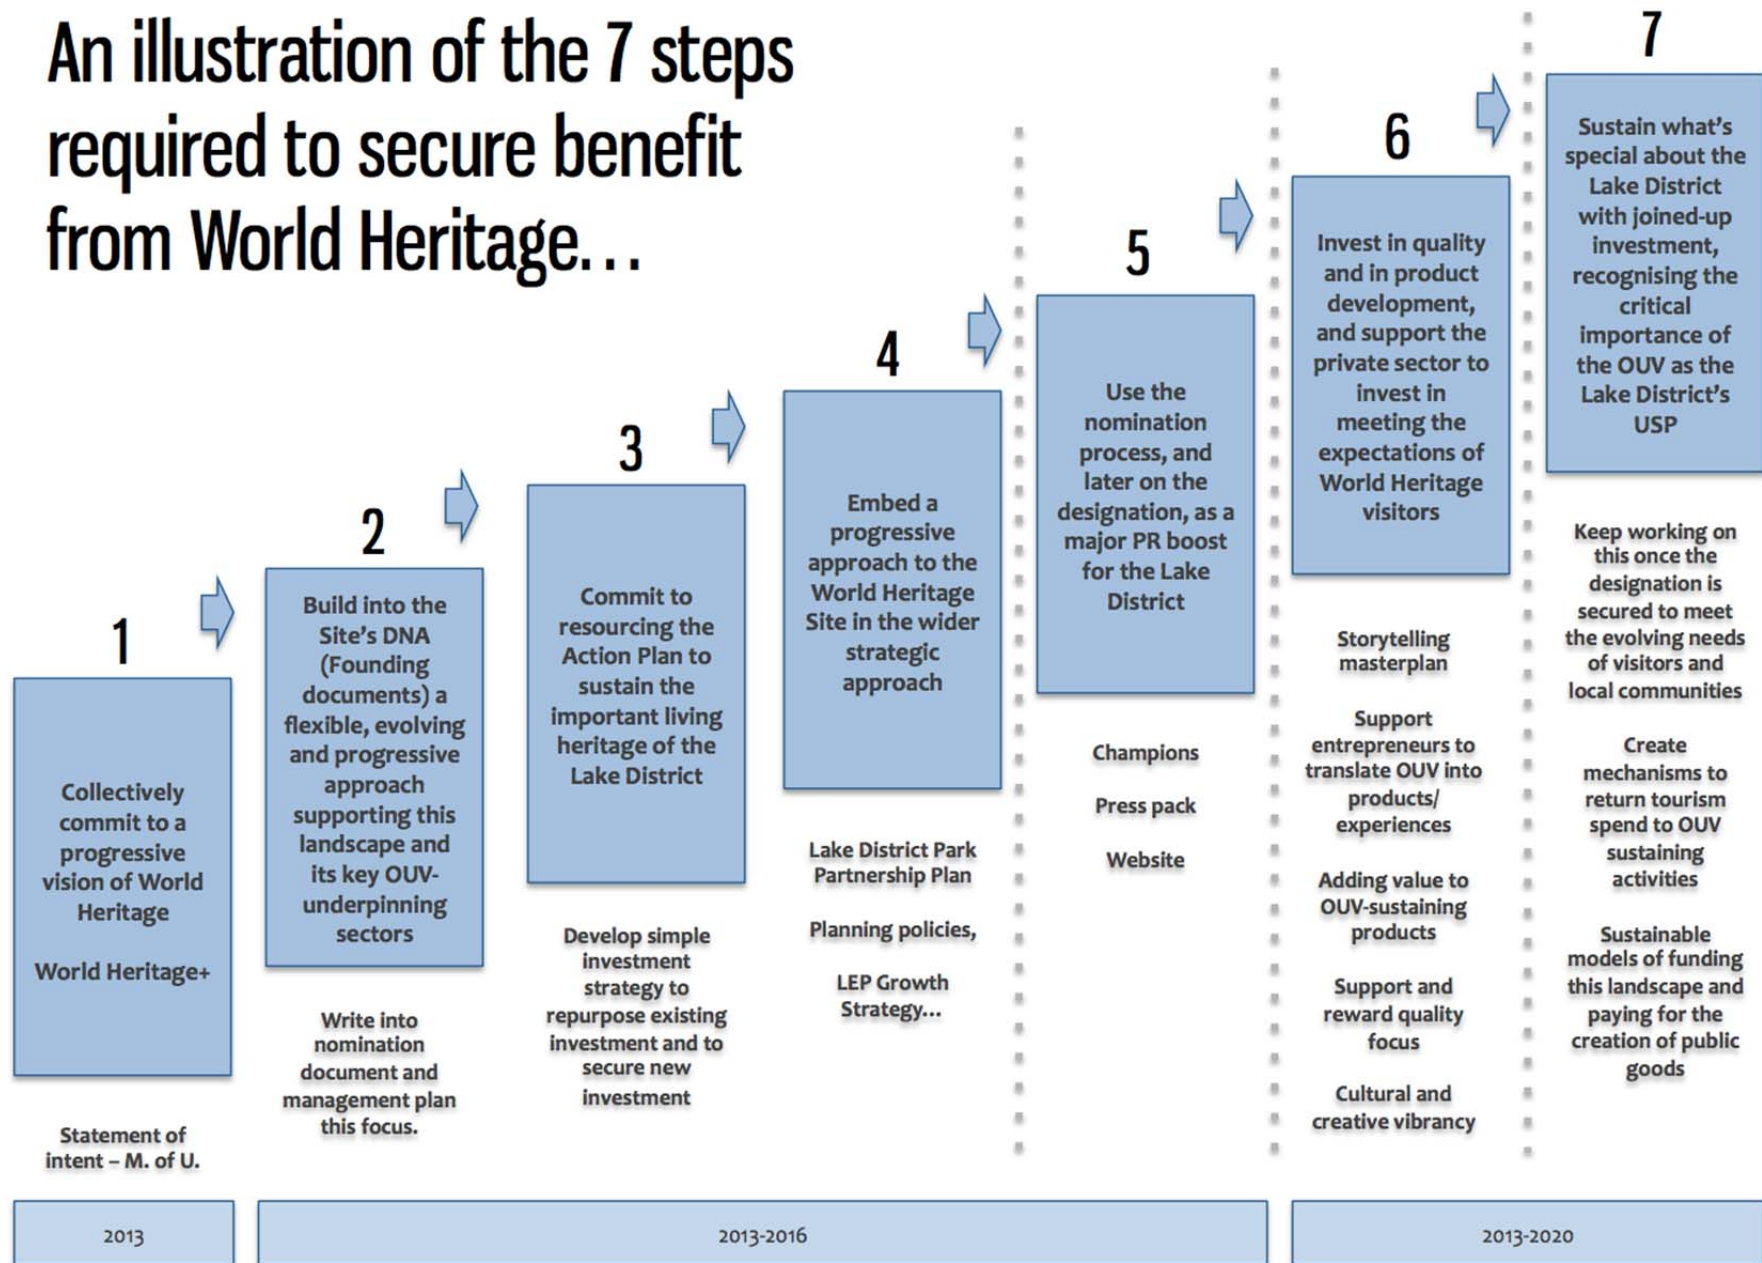 An illustration of the 7 steps
required to secure benefit
from World Heritage...
1
Collectively
commit to a
progressive
vision of World
Heritage
World Heritage+
Statement of
intent – M. of U.
2
Build into the
Site's DNA
(Founding
documents) a
flexible, evolving
and progressive
approach
supporting this
landscape and
its key OUV-
underpinning
sectors
Write into
nomination
document and
management plan
this focus.
3
Commit to
resourcing the
Action Plan to
sustain the
important living
heritage of the
Lake District
Develop simple
investment
strategy to
repurpose existing
investment and to
secure new
investment
4
Embed a
progressive
approach to the
World Heritage
Site in the wider
strategic
approach
Lake District Park
Partnership Plan
Planning policies,
LEP Growth
Strategy...
5
Use the
nomination
process, and
later on the
designation, as a
major PR boost
for the Lake
District
Champions
Press pack
Website
6
Invest in quality
and in product
development,
and support the
private sector to
invest in
meeting the
expectations of
World Heritage
visitors
Storytelling
masterplan
Support
entrepreneurs to
translate OUV into
products/
experiences
Adding value to
OUV-sustaining
products
Support and
reward quality
focus
Cultural and
creative vibrancy
7
Sustain what's
special about the
Lake District
with joined-up
investment,
recognising the
critical
importance of
the OUV as the
Lake District's
USP
Keep working on
this once the
designation is
secured to meet
the evolving needs
of visitors and
local communities
Create
mechanisms to
return tourism
spend to OUV
sustaining
activities
Sustainable
models of funding
this landscape and
paying for the
creation of public
goods
2013
2013-2016
2013-2020